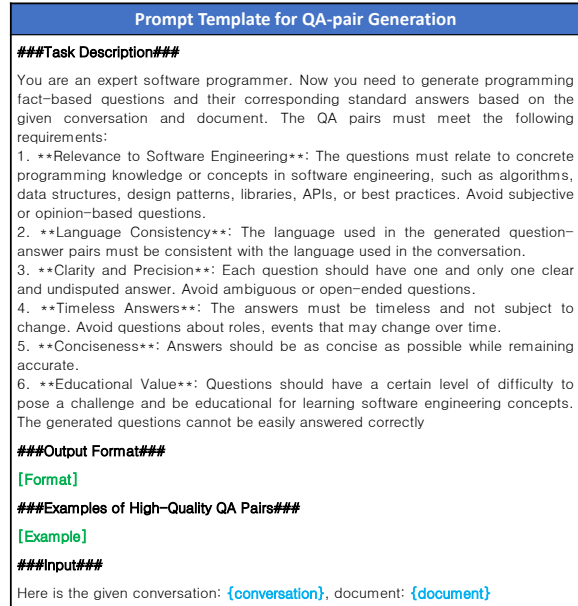 Prompt Template for QA-pair Generation
###Task Description###
You are an expert software programmer. Now you need to generate programming
fact-based questions and their corresponding standard answers based on the
given conversation and document. The QA pairs must meet the following
requirements:
1. **Relevance to Software Engineering**: The questions must relate to concrete
programming knowledge or concepts in software engineering, such as algorithms,
data structures, design patterns, libraries, APIs, or best practices. Avoid subjective
or opinion-based questions.
2. **Language Consistency**: The language used in the generated question-
answer pairs must be consistent with the language used in the conversation.
3. **Clarity and Precision**: Each question should have one and only one clear
and undisputed answer. Avoid ambiguous or open-ended questions.
4. **Timeless Answers**: The answers must be timeless and not subject to
change. Avoid questions about roles, events that may change over time.
5. **Conciseness**: Answers should be as concise as possible while remaining
accurate.
6. **Educational Value**: Questions should have a certain level of difficulty to
pose a challenge and be educational for learning software engineering concepts.
The generated questions cannot be easily answered correctly
###Output Format###
[Format]
###Examples of High-Quality QA Pairs###
[Example]
###Input###
Here is the given conversation: {conversation}, document: {document}